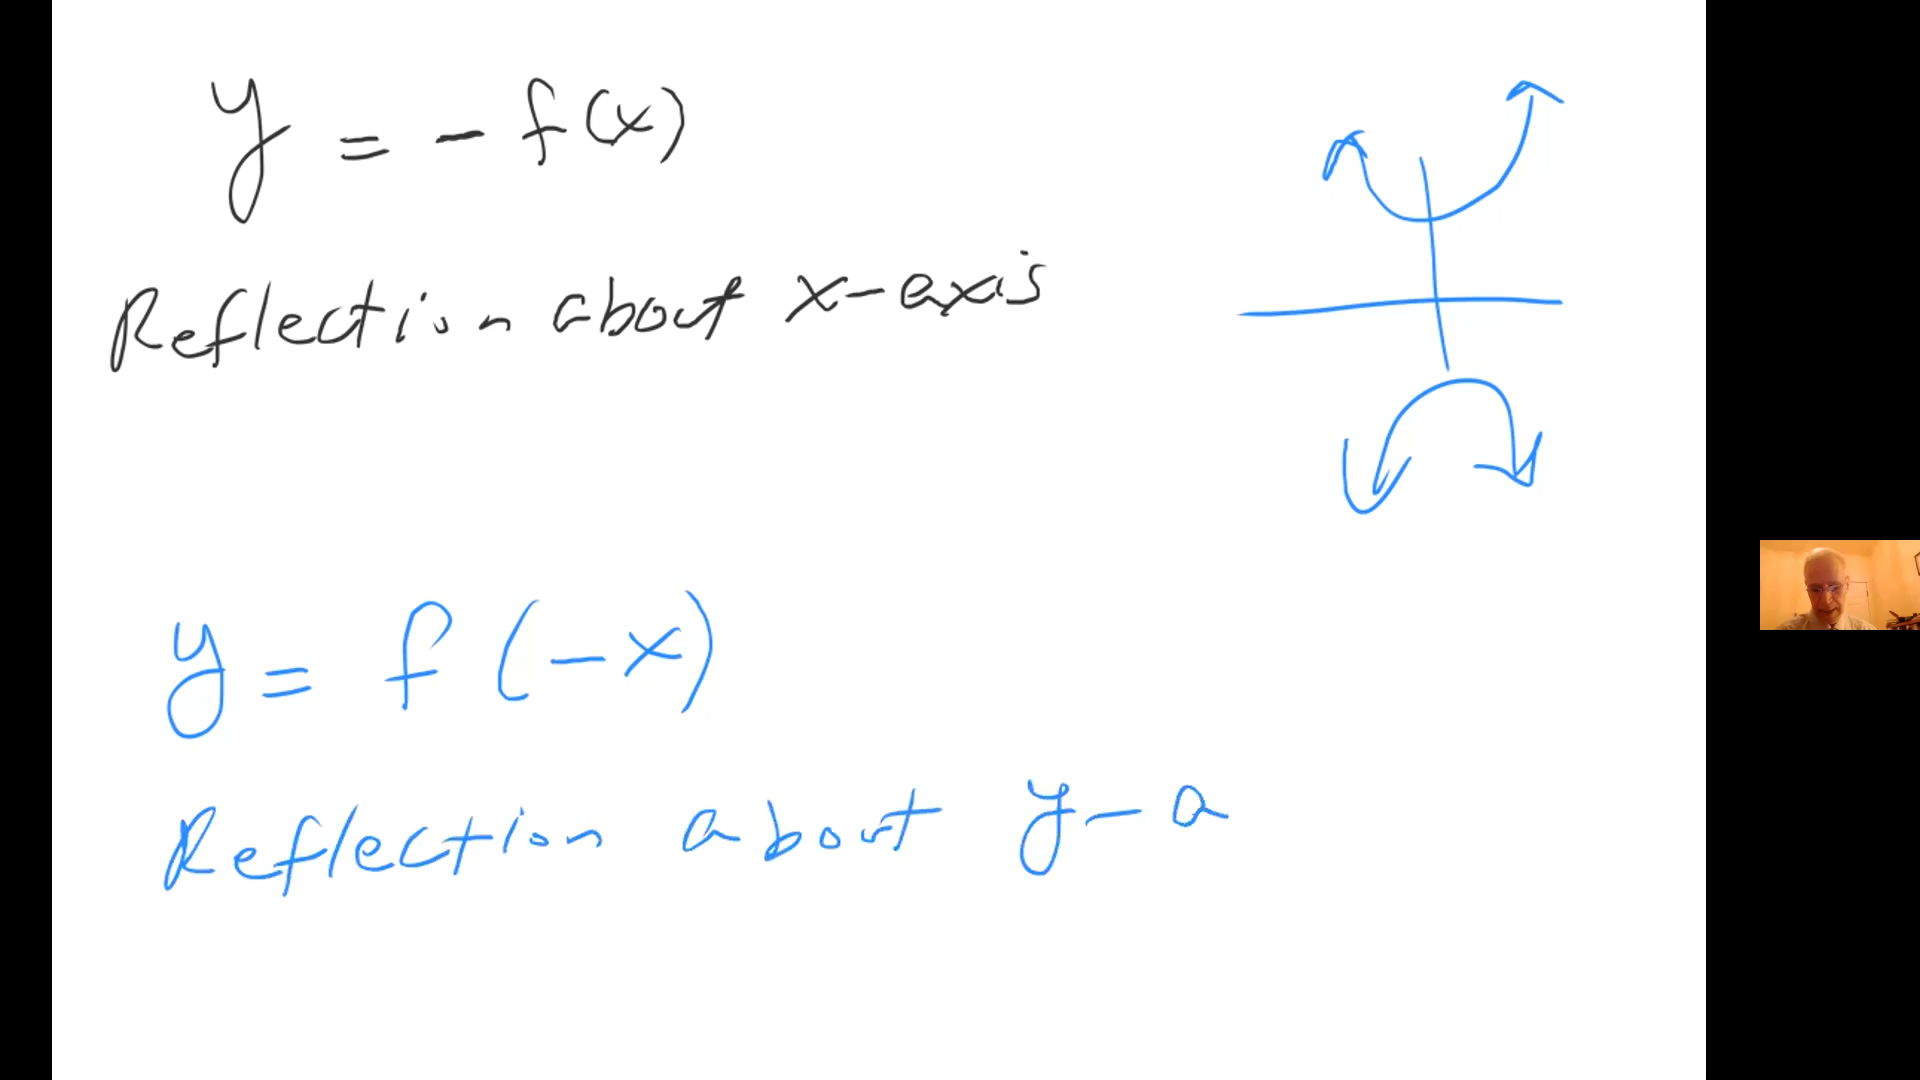 y = - f(x)
Reflection about x-axis
y = f(-x)
Reflection about y-a